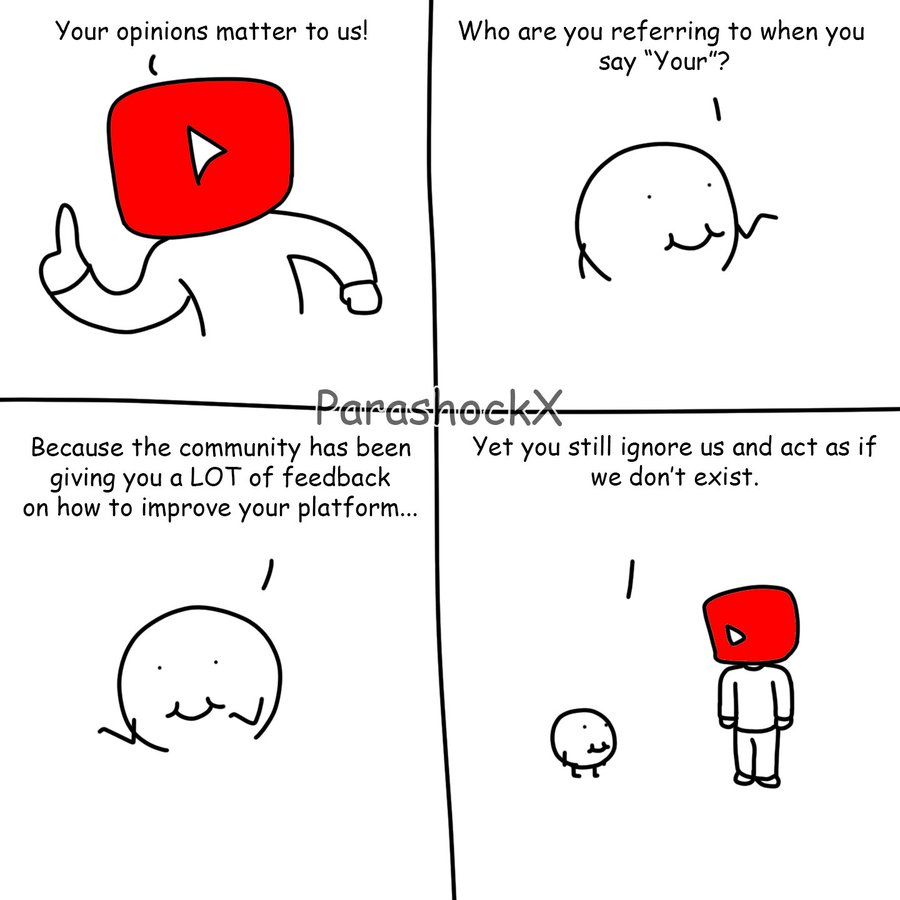 Your opinions matter to us!
Who are you referring to when you
say “Your”?
ParashockX
Because the community has been
giving you a LOT of feedback
on how to improve your platform...
Yet you still ignore us and act as if
we don’t exist.